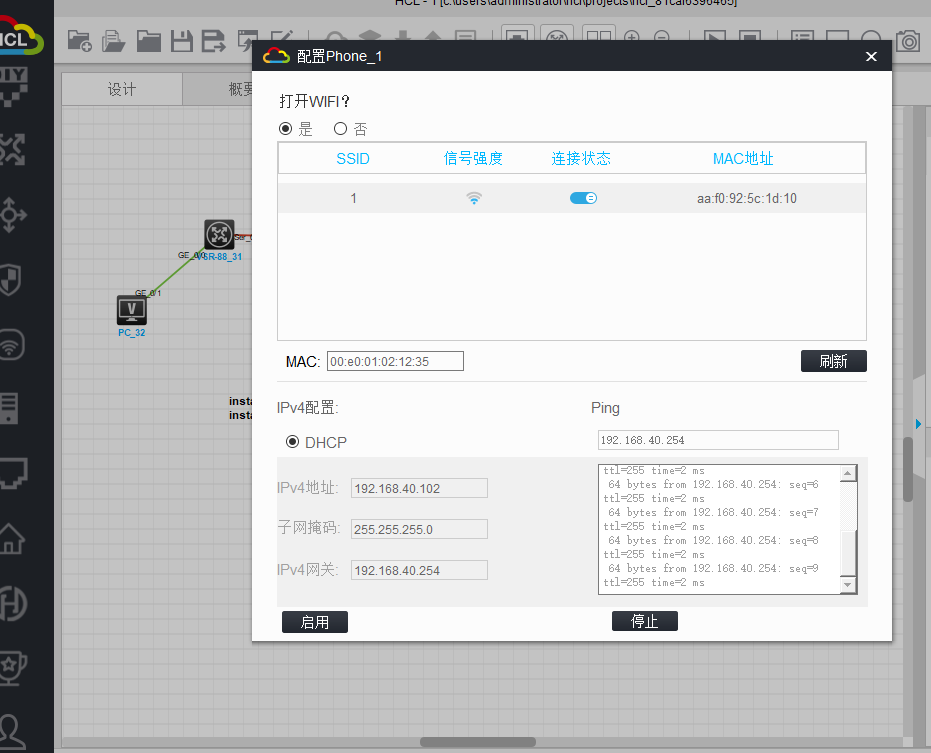 HCL - 1 [c:\users\administrator\hcl\projects\hcl_81cal6396465]
HCL
DIY
设计
概要
配置Phone_1
打开WIFI?
是 否
SSID 信号强度 连接状态 MAC地址
1 aa:f0:92:5c:1d:10
MAC: 00:e0:01:02:12:35 刷新
IPv4配置: Ping
DHCP 192.168.40.254
IPv4地址: 192.168.40.102
子网掩码: 255.255.255.0
IPv4网关: 192.168.40.254
ttl=255 time=2 ms
64 bytes from 192.168.40.254: seq=6
ttl=255 time=2 ms
64 bytes from 192.168.40.254: seq=7
ttl=255 time=2 ms
64 bytes from 192.168.40.254: seq=8
ttl=255 time=2 ms
64 bytes from 192.168.40.254: seq=9
ttl=255 time=2 ms
启用 停止
GE_0/0
VSR-88_31
GE_0/1
V
PC_32
insta
insta